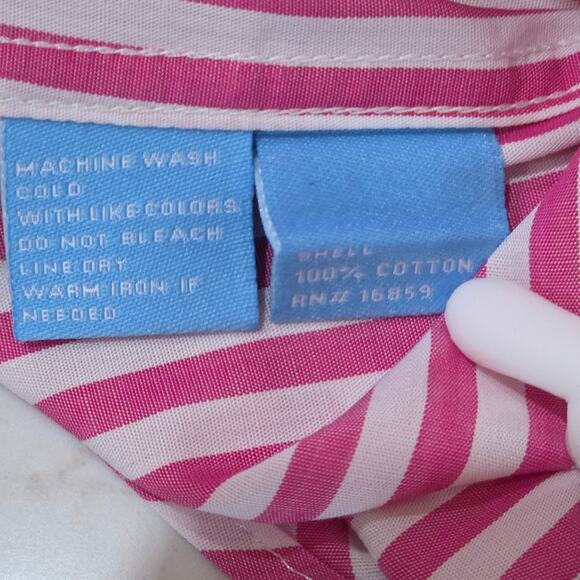 MACHINE WASH
COLD
WITH LIKE COLORS
DO NOT BLEACH
LINE DRY
WARM IRON IF
NEEDED
SHELL
100% COTTON
RN# 16859